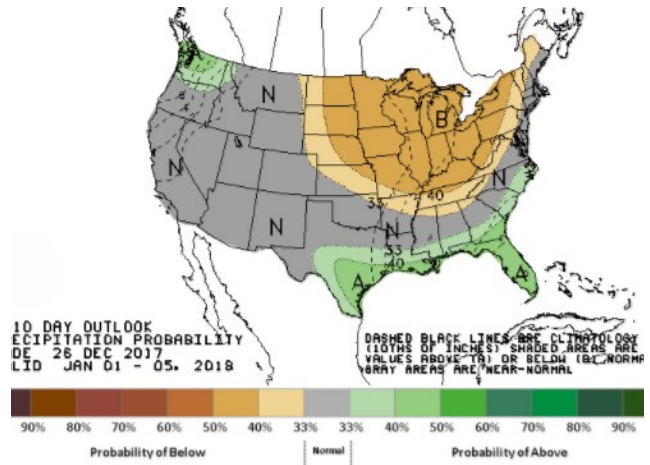 N
B
N
N
N
N
33
40
33
40
A
A
10 DAY OUTLOOK
ECIPITATION PROBABILITY
DE 26 DEC 2017
LID JAN 01 - 05, 2018
DASHED BLACK LINES ARE CLIMATOLOGY
(10THS OF INCHES) SHADED AREAS ARE
VALUES ABOVE (A) OR BELOW (B) NORMA
GRAY AREAS ARE NEAR-NORMAL
90% 80% 70% 60% 50% 40% 33% 33% 40% 50% 60% 70% 80% 90%
Probability of Below Normal Probability of Above